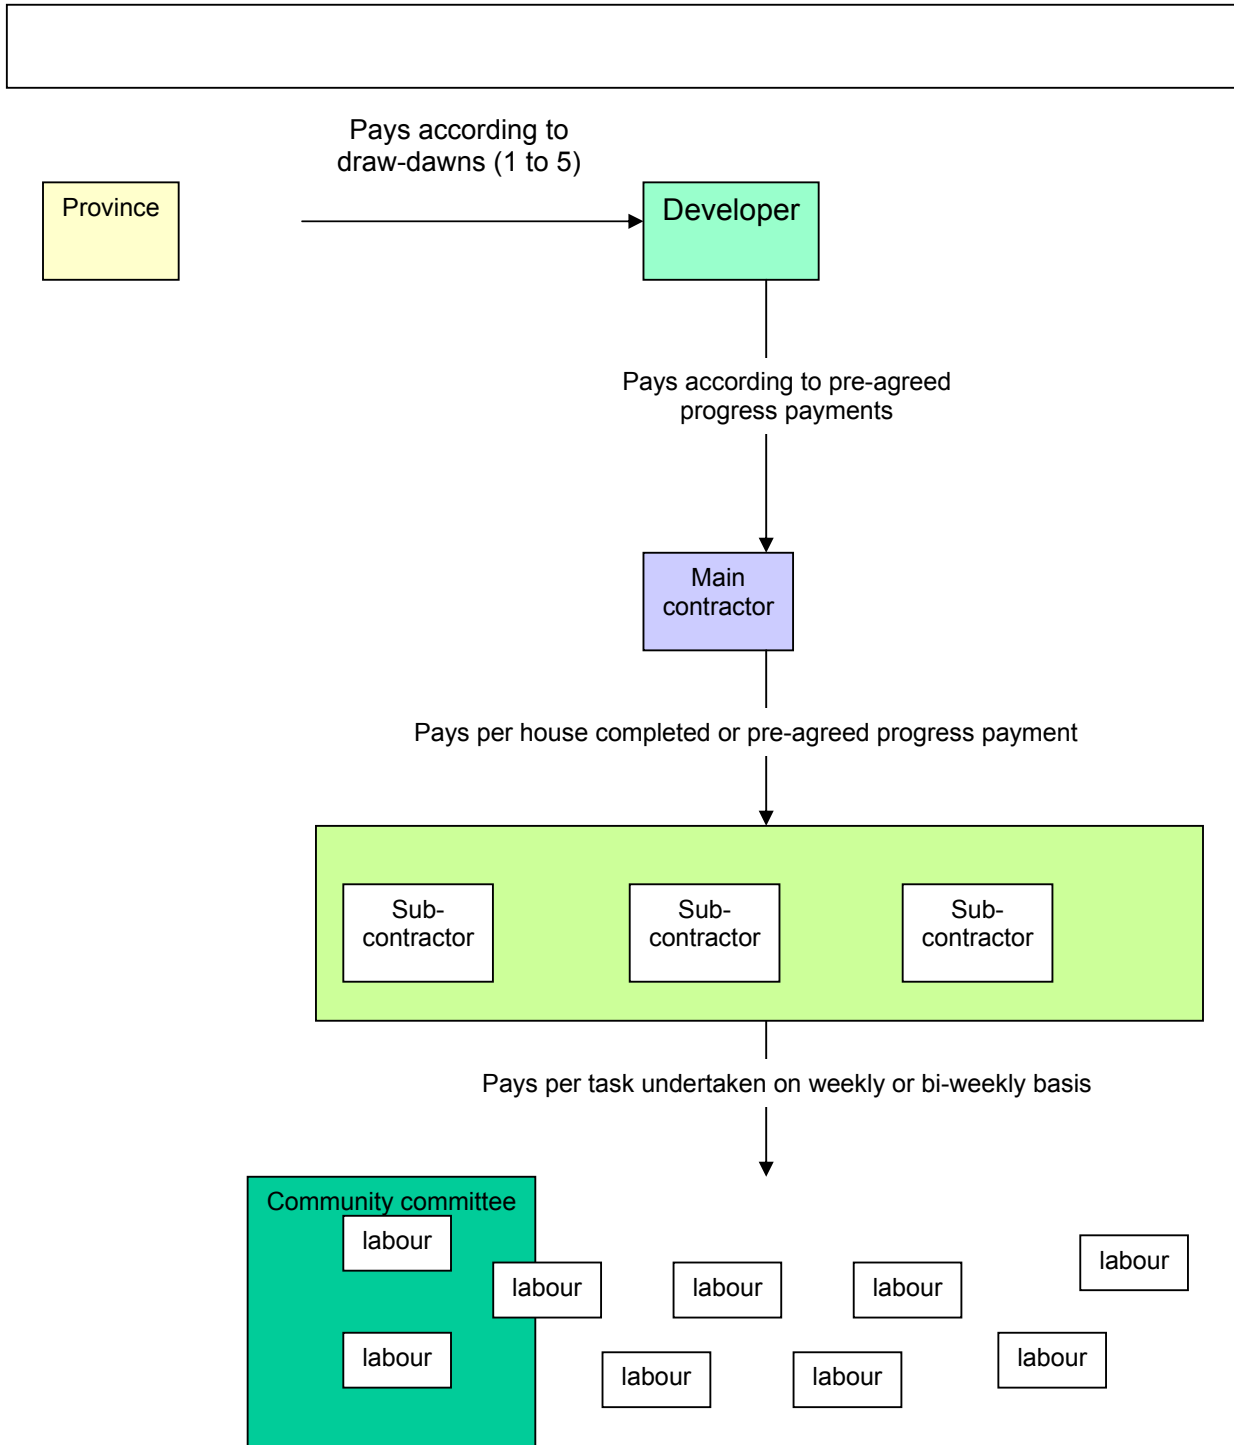 Pays according to
draw-dawns (1 to 5)
Province
Developer
Pays according to pre-agreed
progress payments
Main
contractor
Pays per house completed or pre-agreed progress payment
Sub-
contractor
Sub-
contractor
Sub-
contractor
Pays per task undertaken on weekly or bi-weekly basis
Community committee
labour
labour
labour
labour
labour
labour
labour
labour
labour